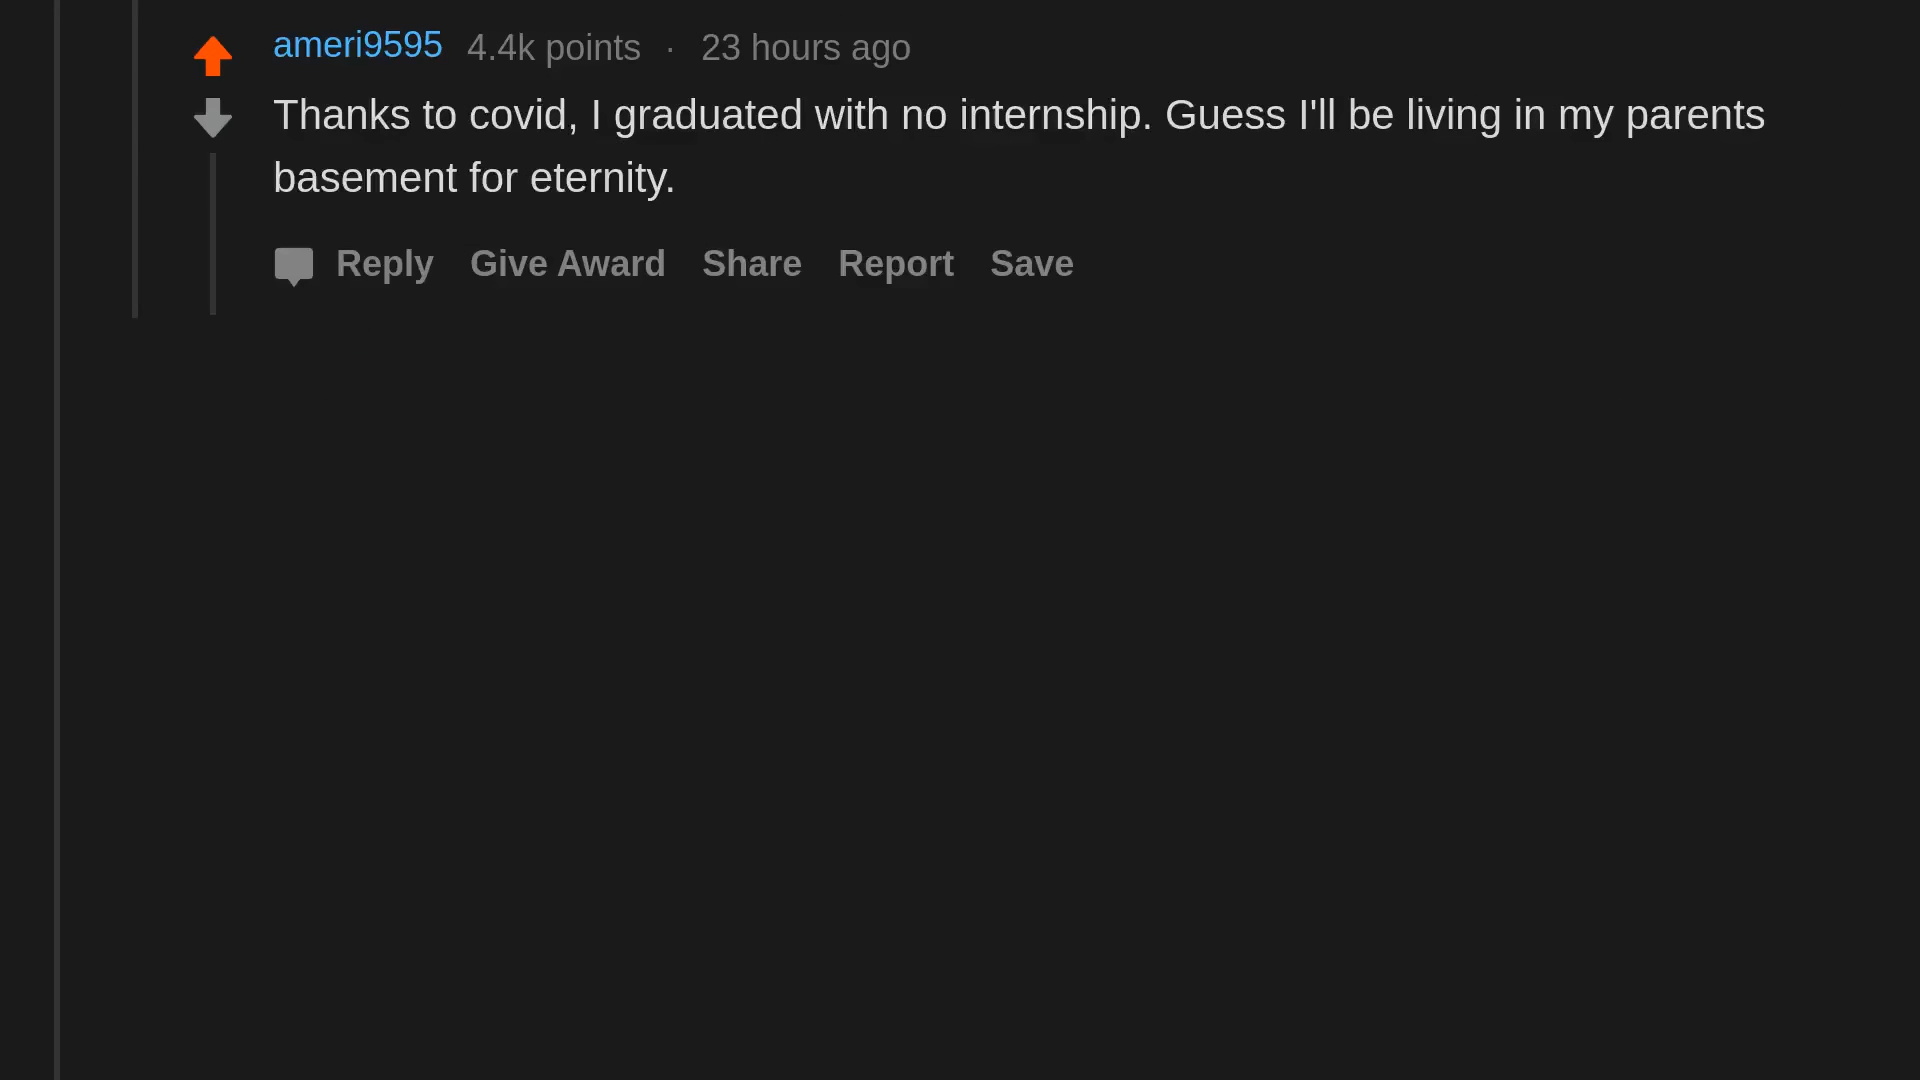 ameri9595 4.4k points · 23 hours ago
Thanks to covid, I graduated with no internship. Guess I'll be living in my parents
basement for eternity.
Reply Give Award Share Report Save